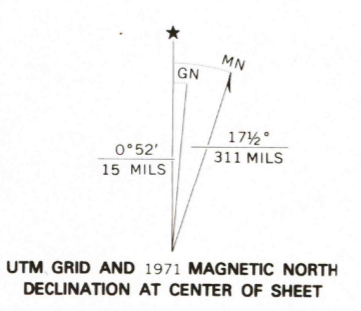 ★
MN
GN
0°52'
15 MILS
17½°
311 MILS
UTM GRID AND 1971 MAGNETIC NORTH
DECLINATION AT CENTER OF SHEET